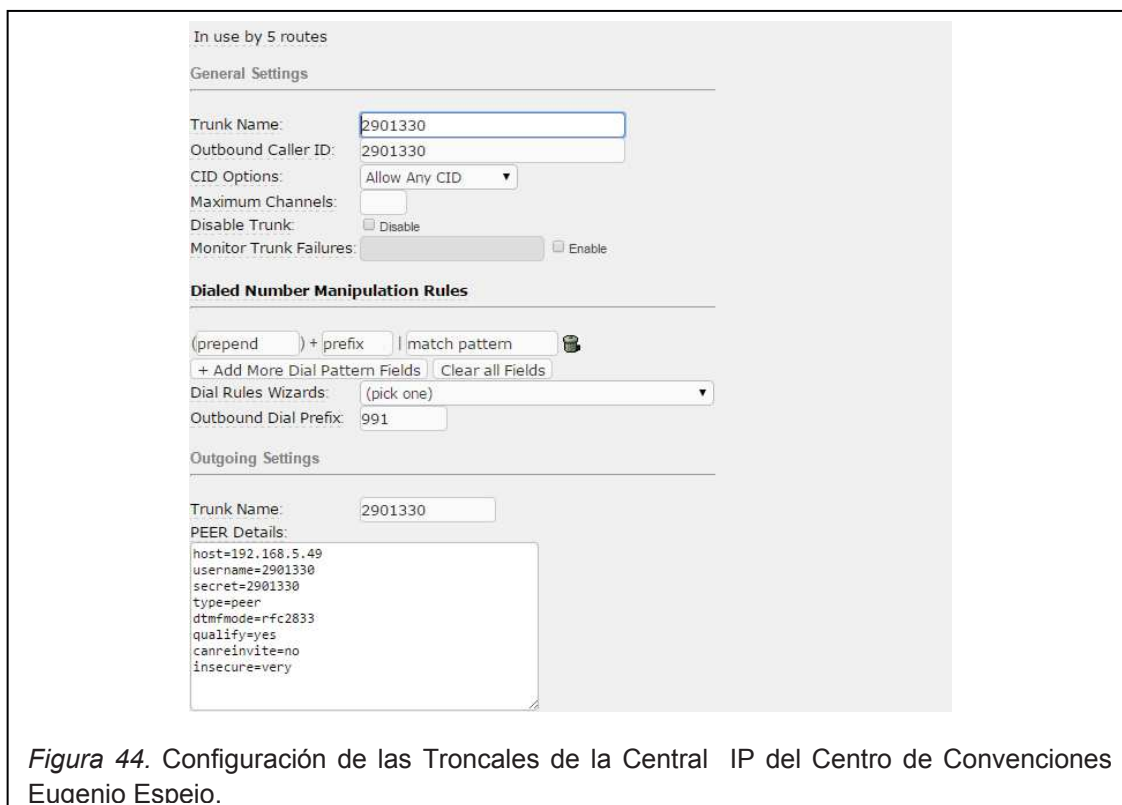 In use by 5 routes
General Settings
Trunk Name: 2901330
Outbound Caller ID: 2901330
CID Options: Allow Any CID
Maximum Channels:
Disable Trunk: Disable
Monitor Trunk Failures: Enable
Dialed Number Manipulation Rules
(prepend ) + prefix | match pattern
+ Add More Dial Pattern Fields Clear all Fields
Dial Rules Wizards: (pick one)
Outbound Dial Prefix: 991
Outgoing Settings
Trunk Name: 2901330
PEER Details:
host=192.168.5.49
username=2901330
secret=2901330
type=peer
dtmfmode=rfc2833
qualify=yes
canreinvite=no
insecure=very
Figura 44. Configuración de las Troncales de la Central IP del Centro de Convenciones
Eugenio Espejo.